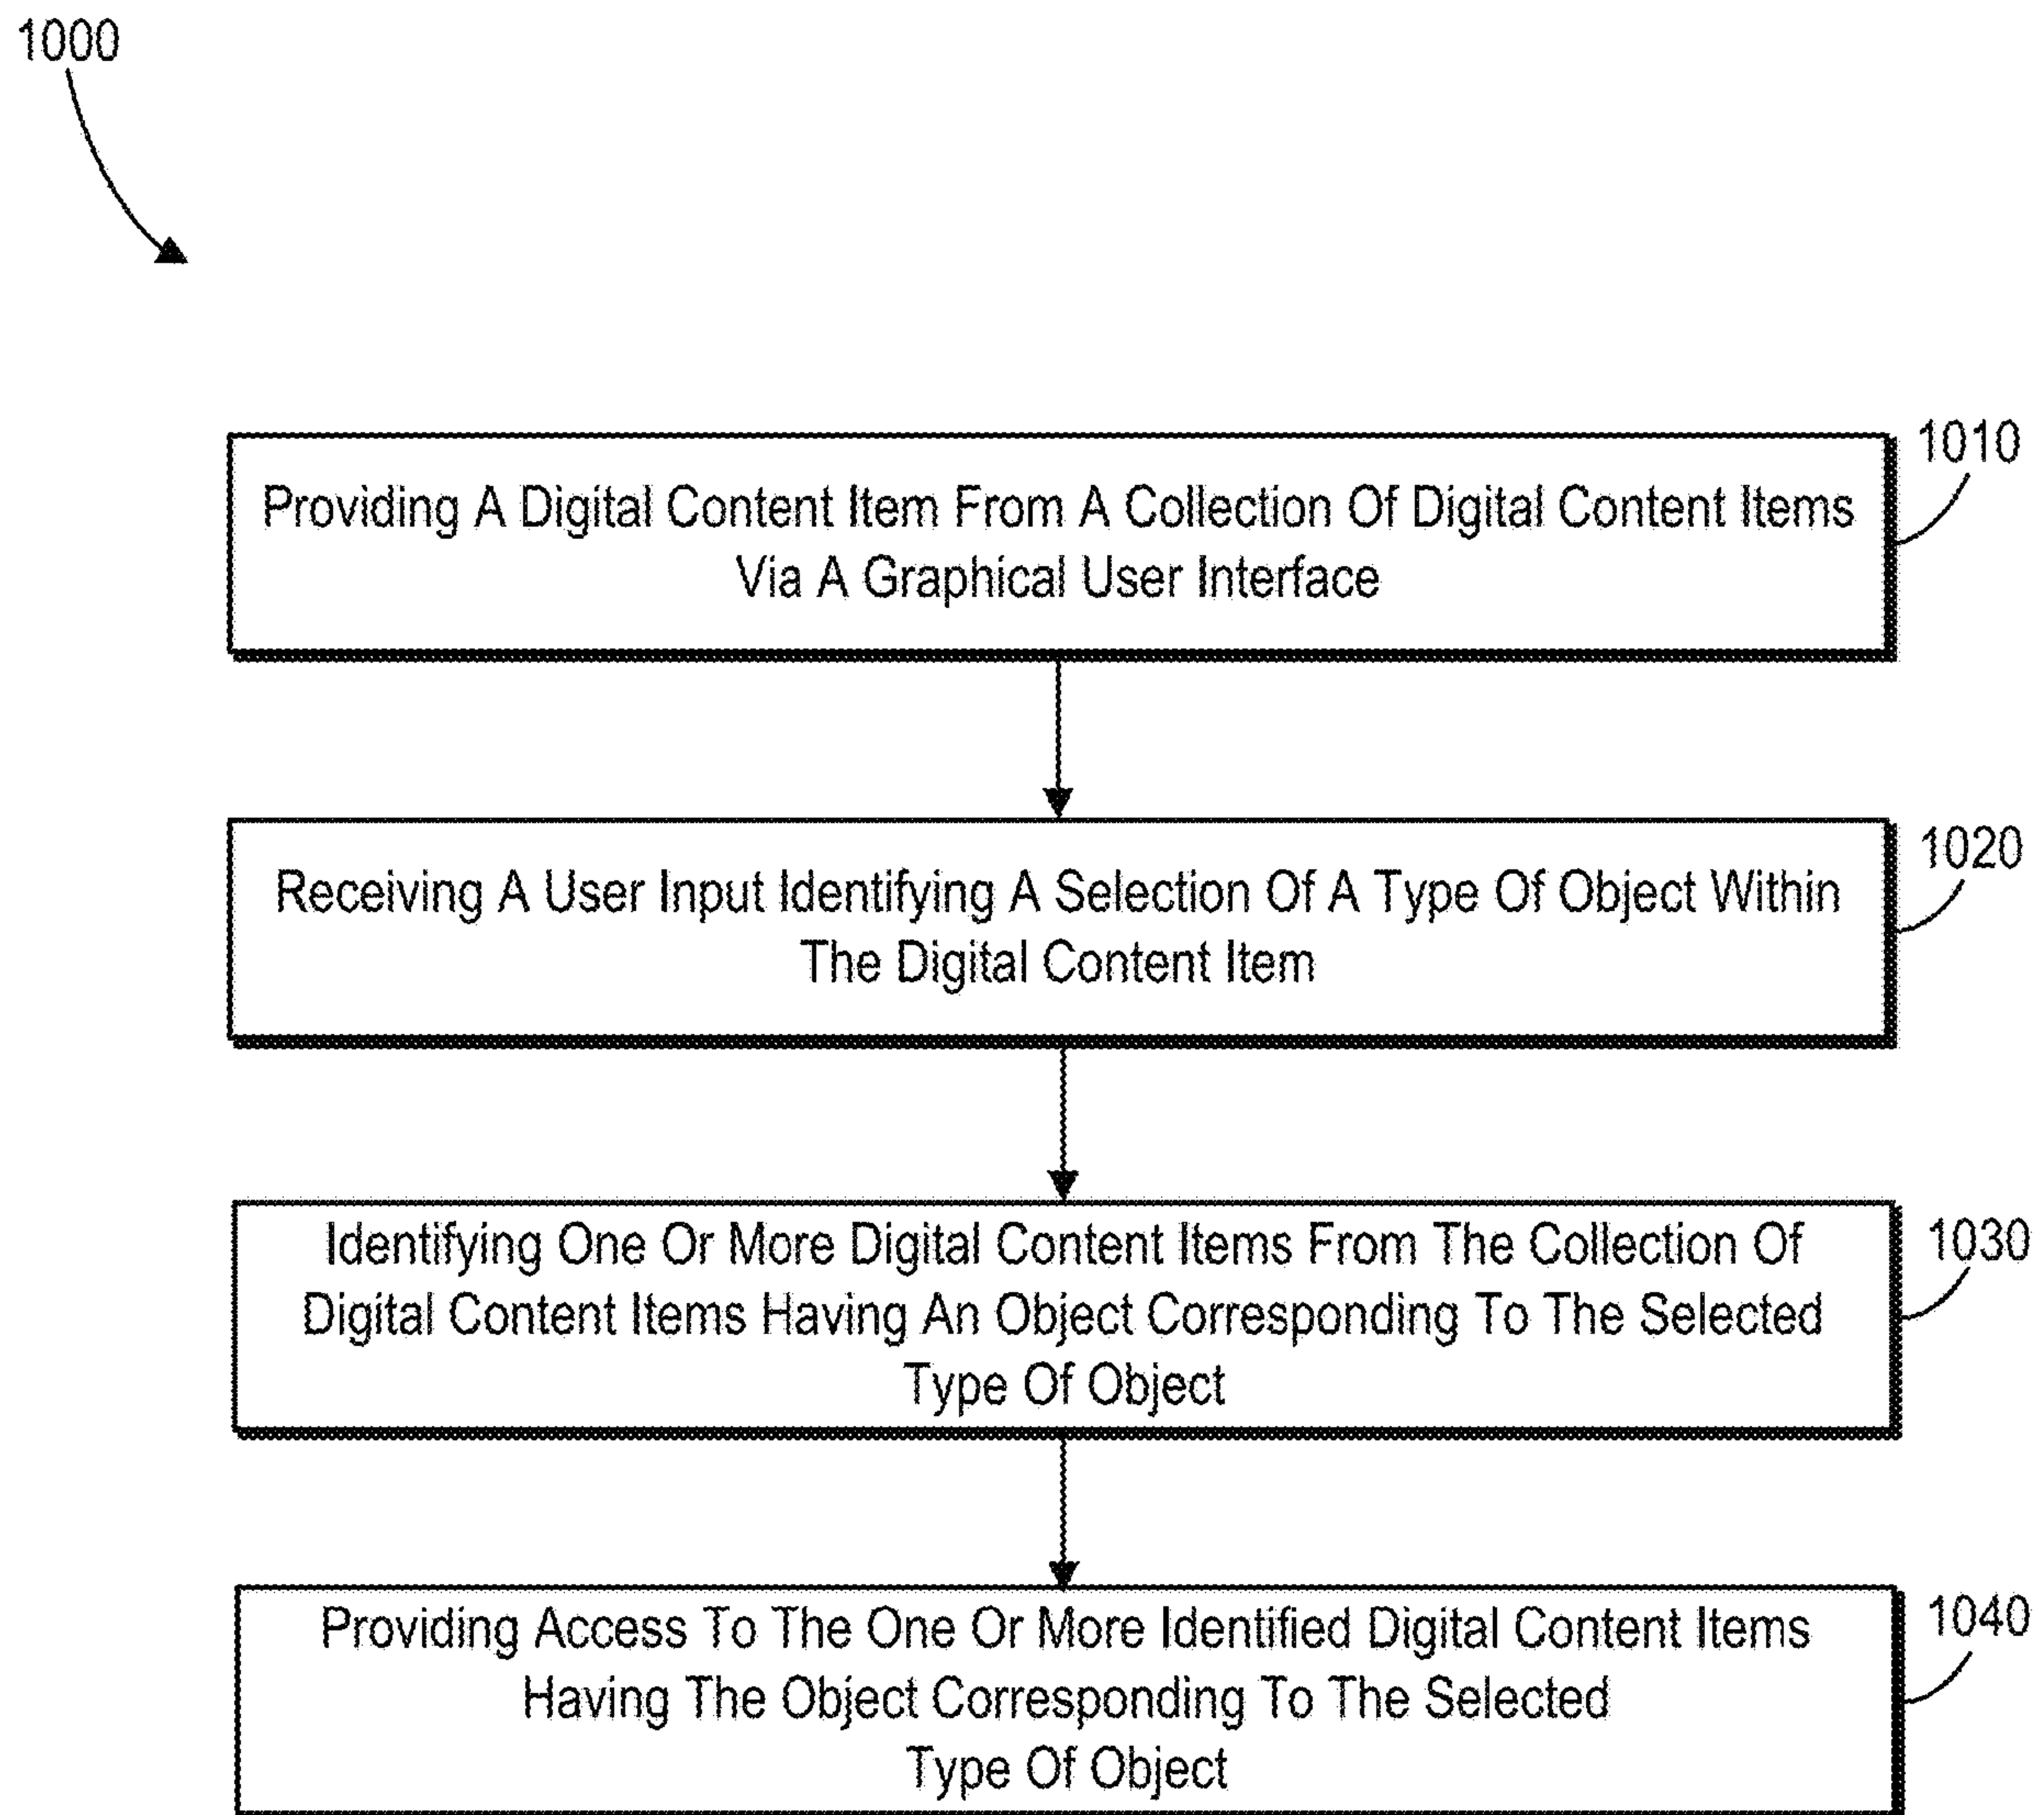 1000
1010
Providing A Digital Content Item From A Collection Of Digital Content Items
Via A Graphical User Interface
1020
Receiving A User Input Identifying A Selection Of A Type Of Object Within
The Digital Content Item
1030
Identifying One Or More Digital Content Items From The Collection Of
Digital Content Items Having An Object Corresponding To The Selected
Type Of Object
1040
Providing Access To The One Or More Identified Digital Content Items
Having The Object Corresponding To The Selected
Type Of Object